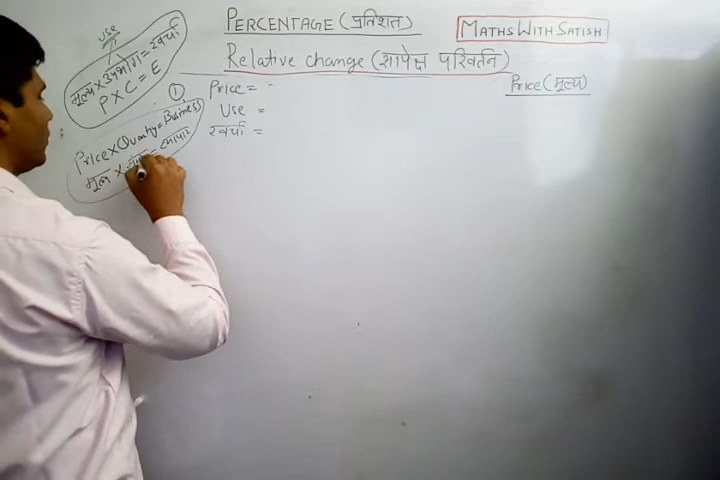 PERCENTAGE (प्रतिशत)
MATHS WITH SATISH
Relative change (सापेक्ष परिवर्तन)
Price (मूल्य)
use
मूल्य × उपभोग = खर्चा
P × C = E
①
Price = -
Use =
खर्चा =
Price × Quantity = Business
मूल्य × = व्यापार